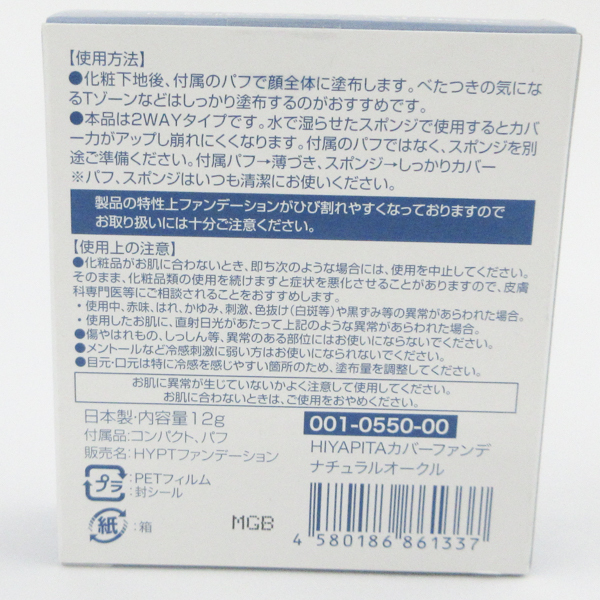 【使用方法】
●化粧下地後、付属のパフで顔全体に塗布します。べたつきの気にな
るTゾーンなどはしっかり塗布するのがおすすめです。
●本品は2WAYタイプです。水で湿らせたスポンジで使用するとカバ
ー力がアップし崩れにくくなります。付属のパフではなく、スポンジを別
途ご準備ください。付属パフ→薄づき、スポンジ→しっかりカバー
※パフ、スポンジはいつも清潔にお使いください。
製品の特性上ファンデーションがひび割れやすくなっておりますので
お取り扱いには十分ご注意ください。
【使用上の注意】
●化粧品がお肌に合わないとき、即ち次のような場合には、使用を中止してください。
そのまま、化粧品類の使用を続けますと症状を悪化させることがありますので、皮膚
科専門医等にご相談されることをおすすめします。
・使用中、赤味、はれ、かゆみ、刺激、色抜け(白斑等)や黒ずみ等の異常があらわれた場合。
・使用したお肌に、直射日光があたって上記のような異常があらわれた場合。
●傷やはれもの、しっしん等、異常のある部位にはお使いにならないでください。
●メントールなど冷感刺激に弱い方はお使いにならないでください。
●目元・口元は特に冷感を感じやすい箇所のため、塗布量を調整してください。
お肌に異常が生じていないかよく注意して使用してください。
お肌に合わないときは、ご使用をおやめください。
日本製・内容量12g
付属品:コンパクト、パフ
販売名:HYPTファンデーション
プラ
:PETフィルム
:封シール
紙
:箱
MGB
001-0550-00
HIYAPITAカバーファンデ
ナチュラルオークル
4 580186 861337